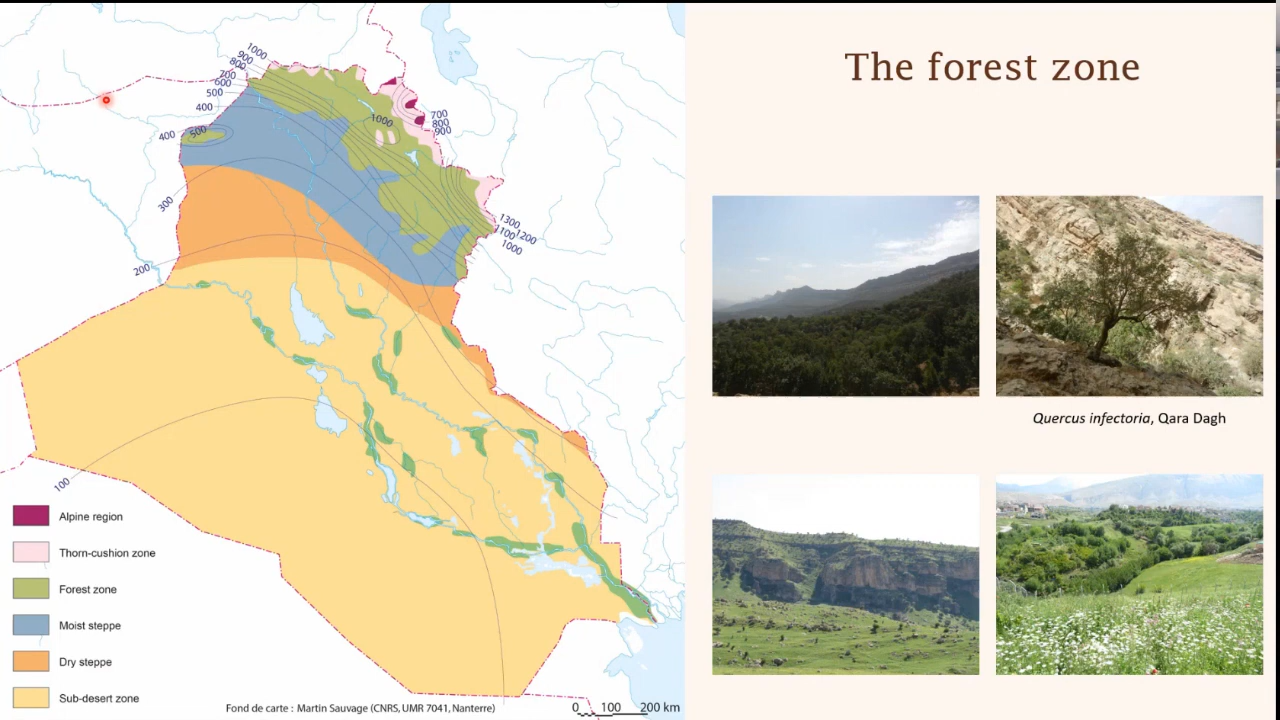 The forest zone
1000
900
800
700
600
500
400
400
500
300
200
100
1000
700
800
900
1300
1200
1100
1000
Quercus infectoria, Qara Dagh
Alpine region
Thorn-cushion zone
Forest zone
Moist steppe
Dry steppe
Sub-desert zone
Fond de carte : Martin Sauvage (CNRS, UMR 7041, Nanterre)
0 100 200 km